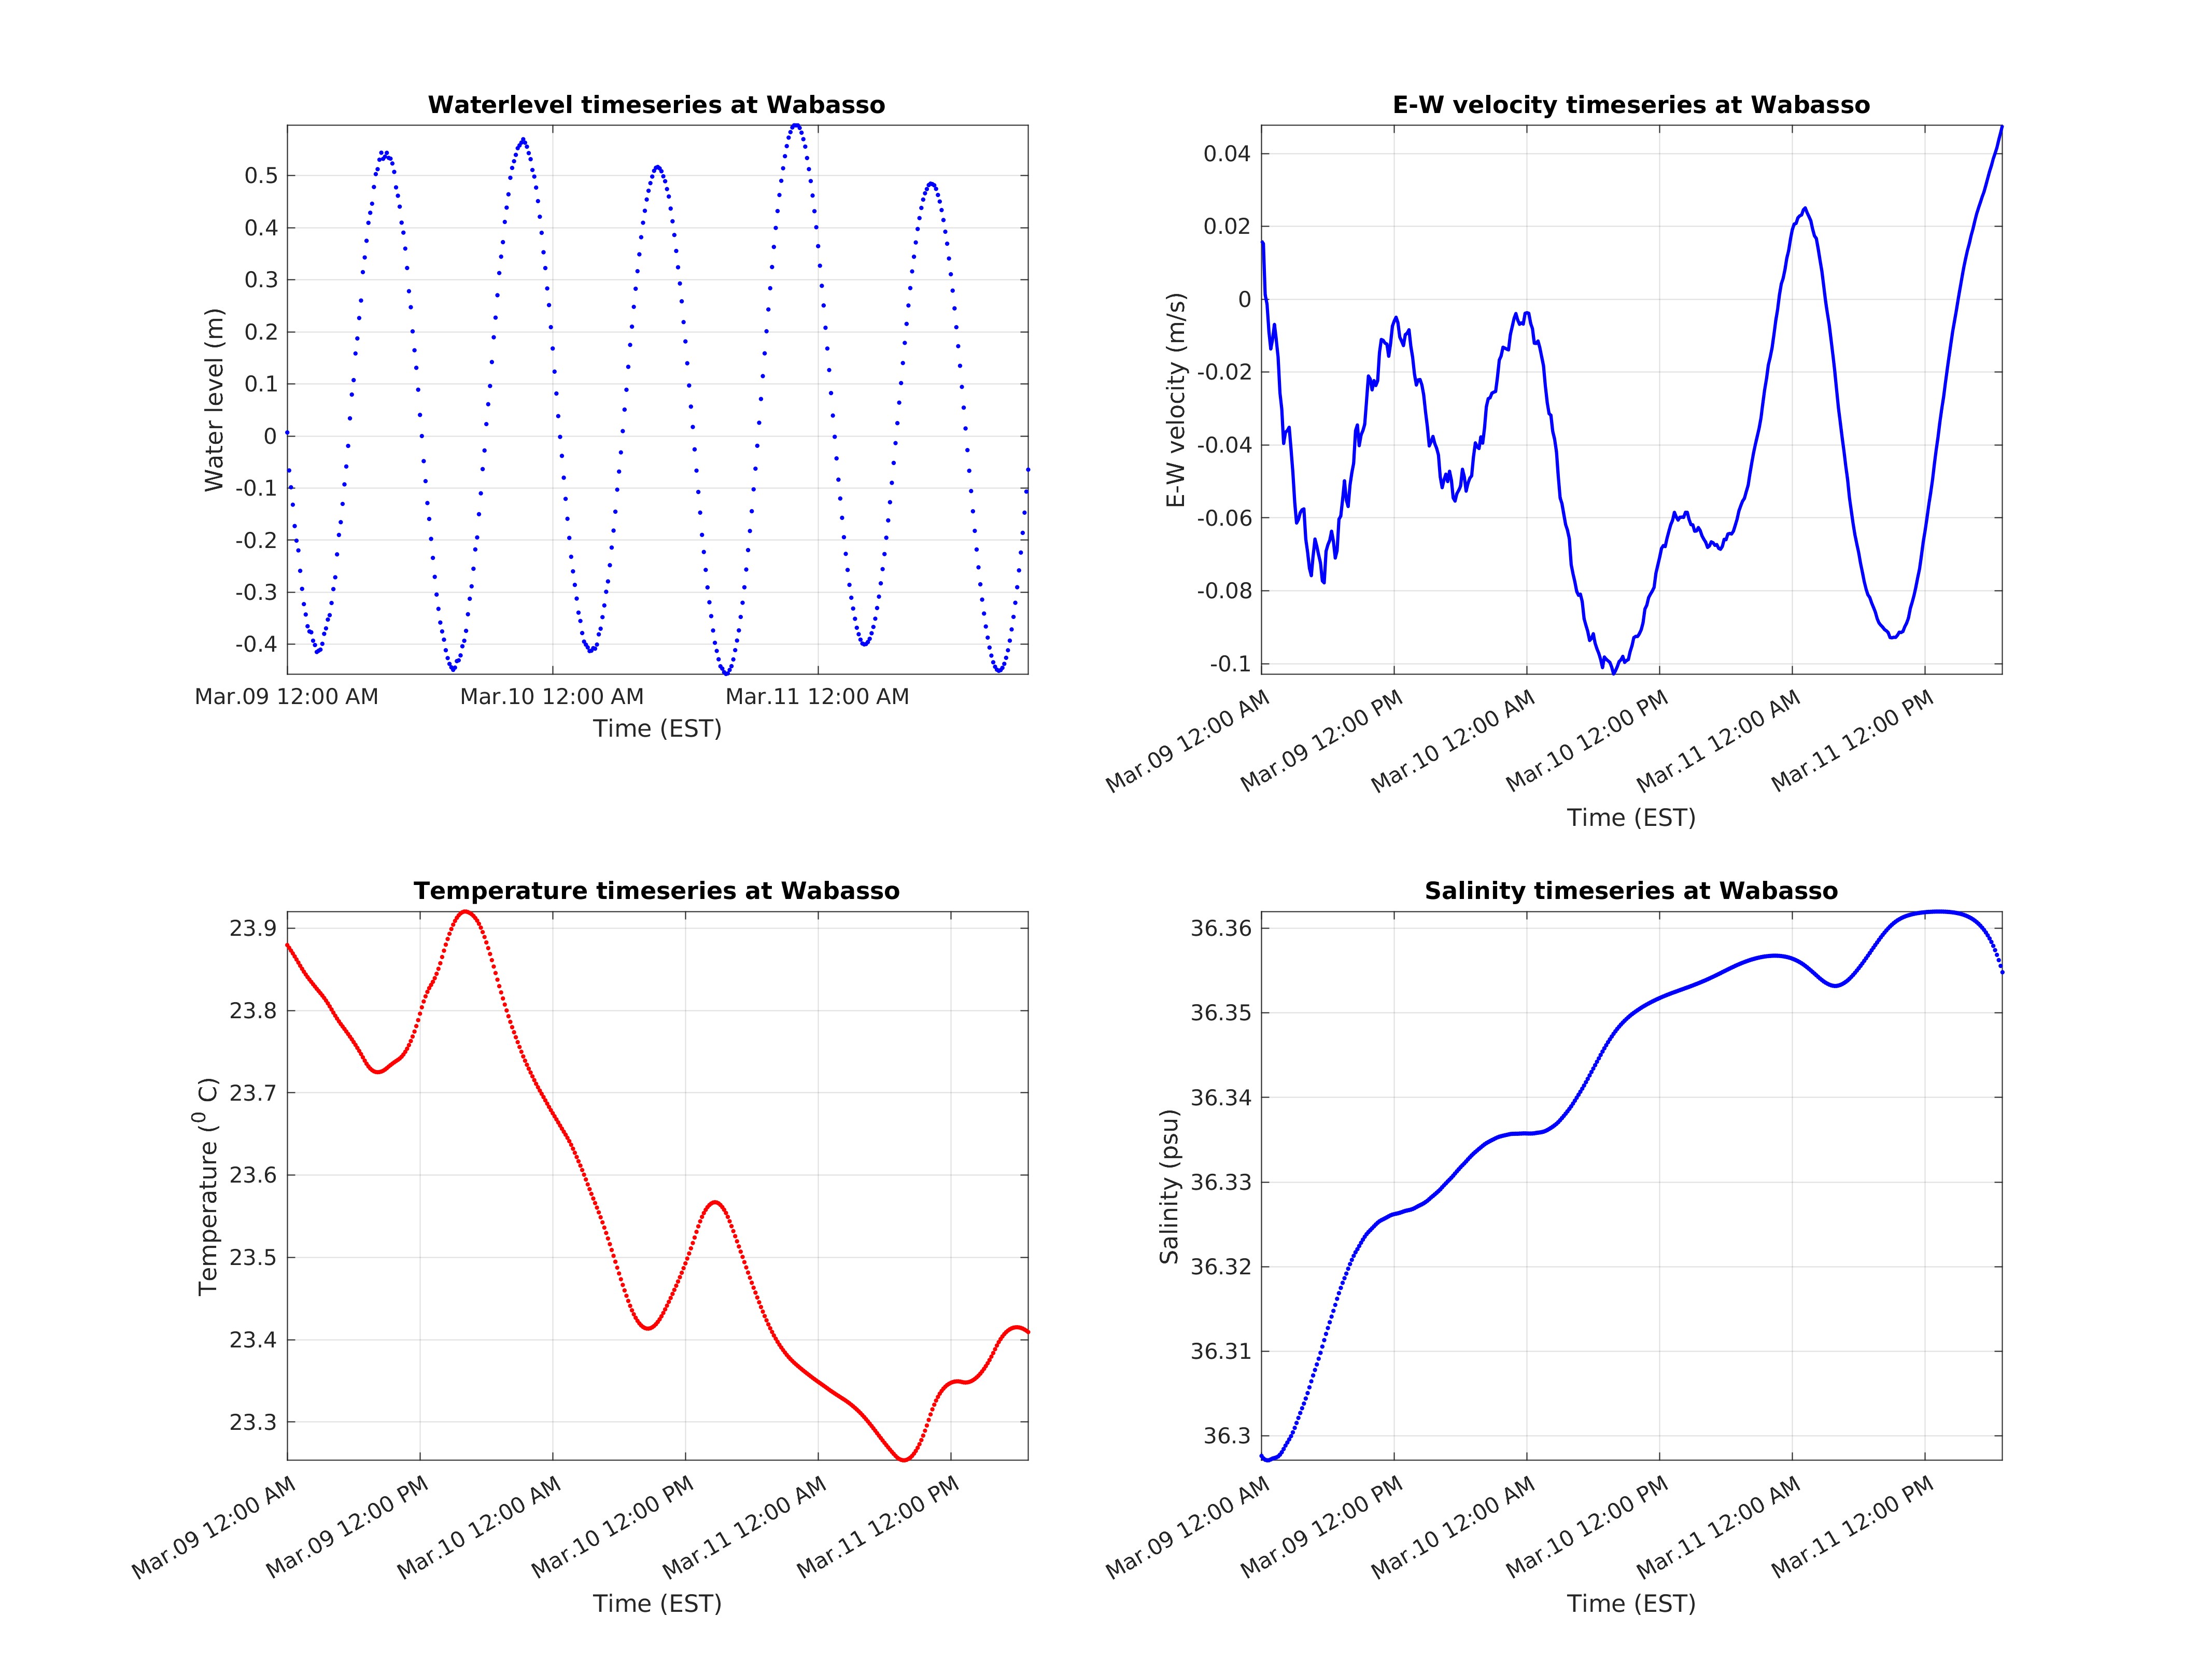 Waterlevel timeseries at Wabasso
0.5
0.4
0.3
0.2
0.1
0
-0.1
-0.2
-0.3
-0.4
Water level (m)
Mar.09 12:00 AM Mar.10 12:00 AM Mar.11 12:00 AM
Time (EST)
E-W velocity timeseries at Wabasso
0.04
0.02
0
-0.02
-0.04
-0.06
-0.08
-0.1
E-W velocity (m/s)
Mar.09 12:00 AM
Mar.09 12:00 PM
Mar.10 12:00 AM
Mar.10 12:00 PM
Mar.11 12:00 AM
Mar.11 12:00 PM
Time (EST)
Temperature timeseries at Wabasso
23.9
23.8
23.7
23.6
23.5
23.4
23.3
Temperature (⁰ C)
Mar.09 12:00 AM
Mar.09 12:00 PM
Mar.10 12:00 AM
Mar.10 12:00 PM
Mar.11 12:00 AM
Mar.11 12:00 PM
Time (EST)
Salinity timeseries at Wabasso
36.36
36.35
36.34
36.33
36.32
36.31
36.3
Salinity (psu)
Mar.09 12:00 AM
Mar.09 12:00 PM
Mar.10 12:00 AM
Mar.10 12:00 PM
Mar.11 12:00 AM
Mar.11 12:00 PM
Time (EST)